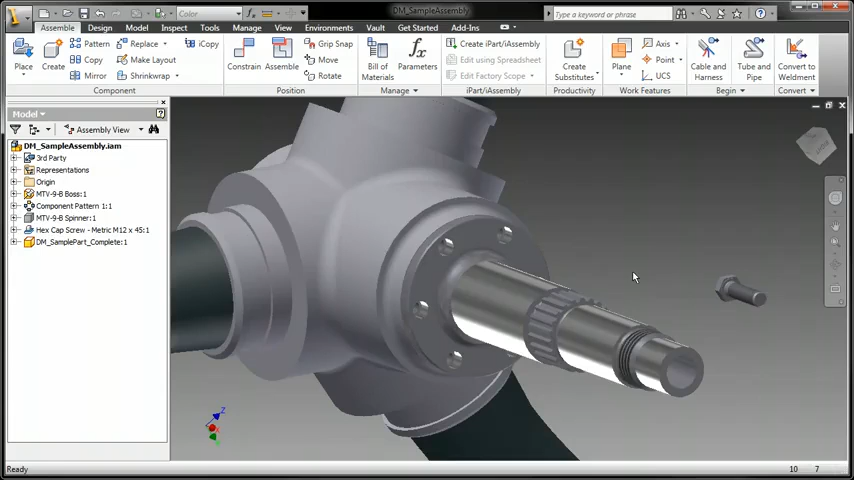 Color
DM_SampleAssembly
Type a keyword or phrase
Assemble Design Model Inspect Tools Manage View Environments Vault Get Started Add-Ins
Place
Create
Pattern
Copy
Mirror
Replace
Make Layout
Shrinkwrap
iCopy
Component
Constrain
Assemble
Grip Snap
Move
Rotate
Position
Bill of
Materials
Parameters
Manage
Create iPart/iAssembly
Edit using Spreadsheet
Edit Factory Scope
iPart/iAssembly
Create
Substitutes
Productivity
Plane
Axis
Point
UCS
Work Features
Cable and
Harness
Tube and
Pipe
Begin
Convert to
Weldment
Convert
Model
Assembly View
DM_SampleAssembly.iam
3rd Party
Representations
Origin
MTV-9-B Boss:1
Component Pattern 1:1
MTV-9-B Spinner:1
Hex Cap Screw - Metric M12 x 45:1
DM_SamplePart_Complete:1
Z
Ready
10 7